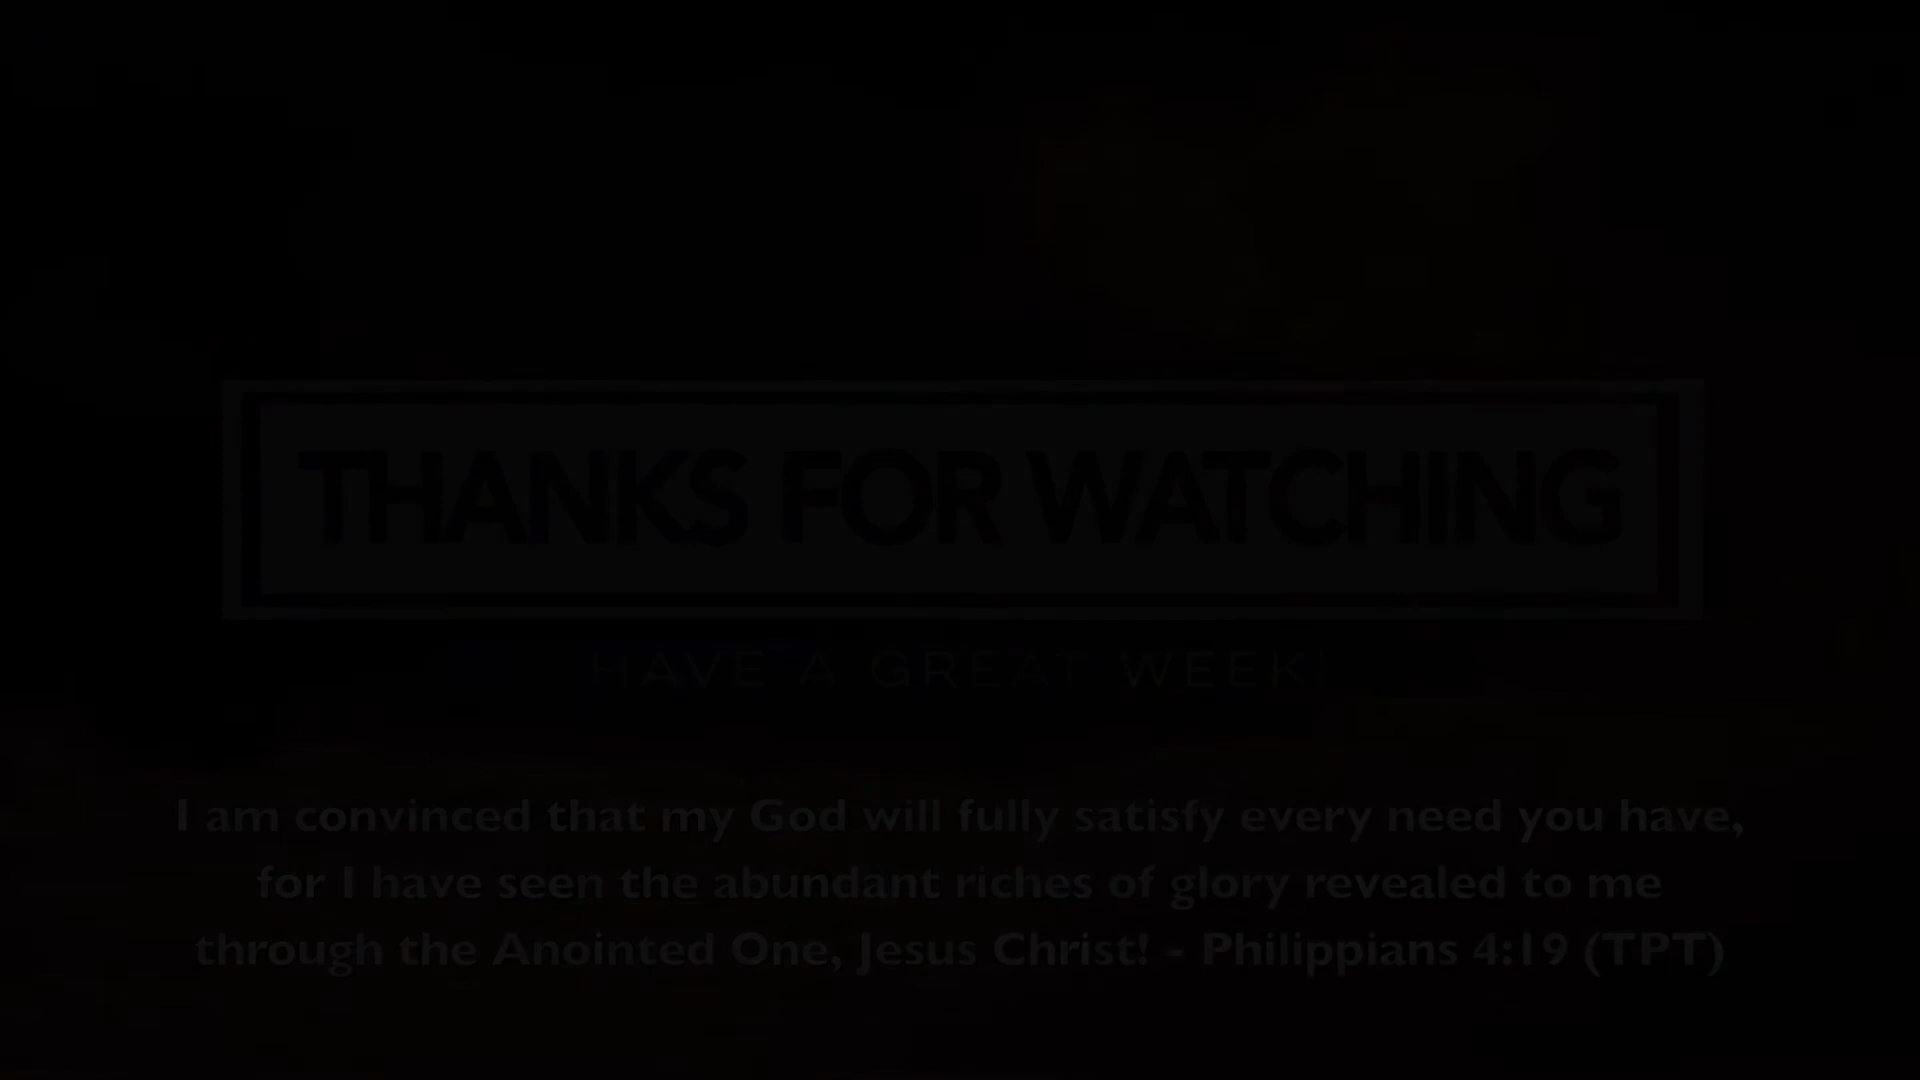 THANKS FOR WATCHING
HAVE A GREAT WEEK!
I am convinced that my God will fully satisfy every need you have,
for I have seen the abundant riches of glory revealed to me
through the Anointed One, Jesus Christ! - Philippians 4:19 (TPT)